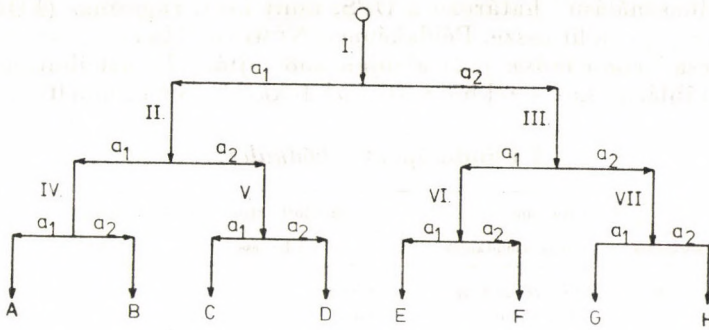 I.
a1 a2
II. III.
a1 a2 a1 a2
IV. V VI. VII
a1 a2 a1 a2 a1 a2 a1 a2
A B C D E F G H